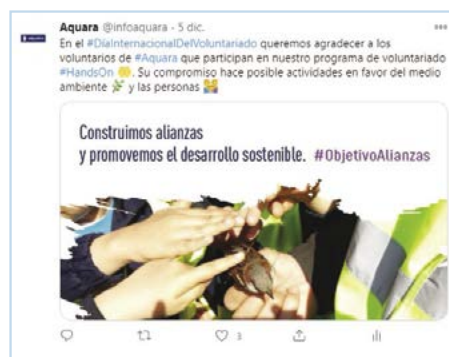 Aquara @infoaquara · 5 dic.
En el #DíaInternacionalDelVoluntariado queremos agradecer a los
voluntarios de #Aquara que participan en nuestro programa de voluntariado
#HandsOn 👏. Su compromiso hace posible actividades en favor del medio
ambiente 🌿 y las personas 👫
Construimos alianzas
y promovemos el desarrollo sostenible. #ObjetivoAlianzas
3